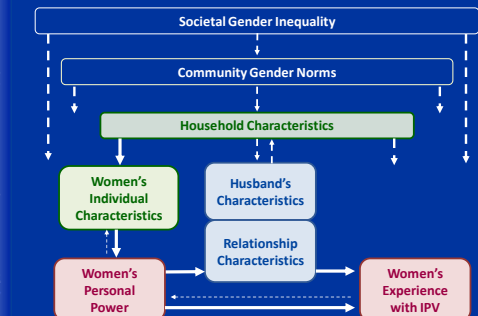 Societal Gender Inequality
Community Gender Norms
Household Characteristics
Women's
Individual
Characteristics
Husband's
Characteristics
Relationship
Characteristics
Women's
Personal
Power
Women's
Experience
with IPV